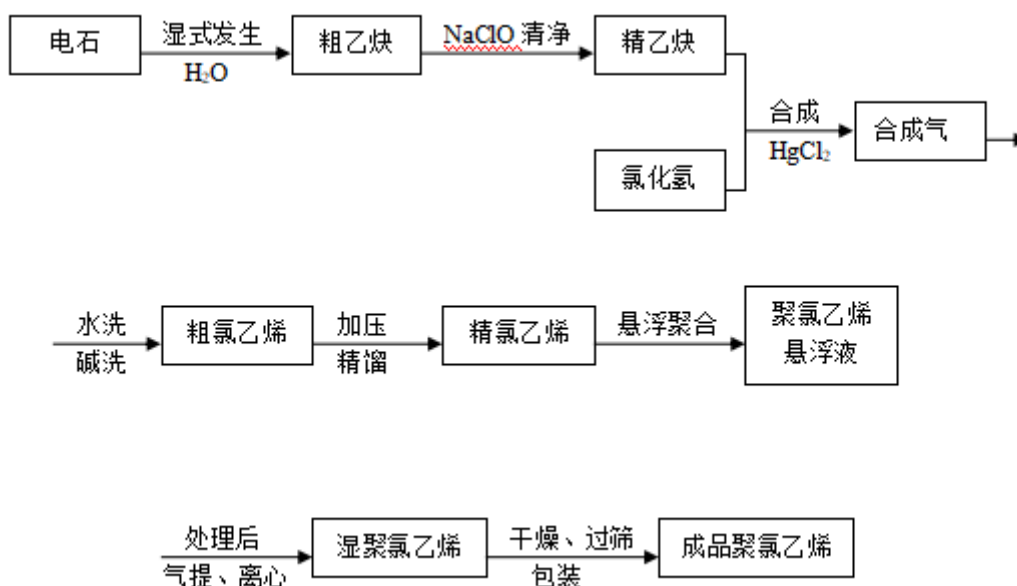 电石
湿式发生
H₂O
粗乙炔
NaClO 清净
精乙炔
合成
HgCl₂
合成气
氯化氢
水洗
碱洗
粗氯乙烯
加压
精馏
精氯乙烯
悬浮聚合
聚氯乙烯
悬浮液
处理后
气提、离心
湿聚氯乙烯
干燥、过筛
包装
成品聚氯乙烯